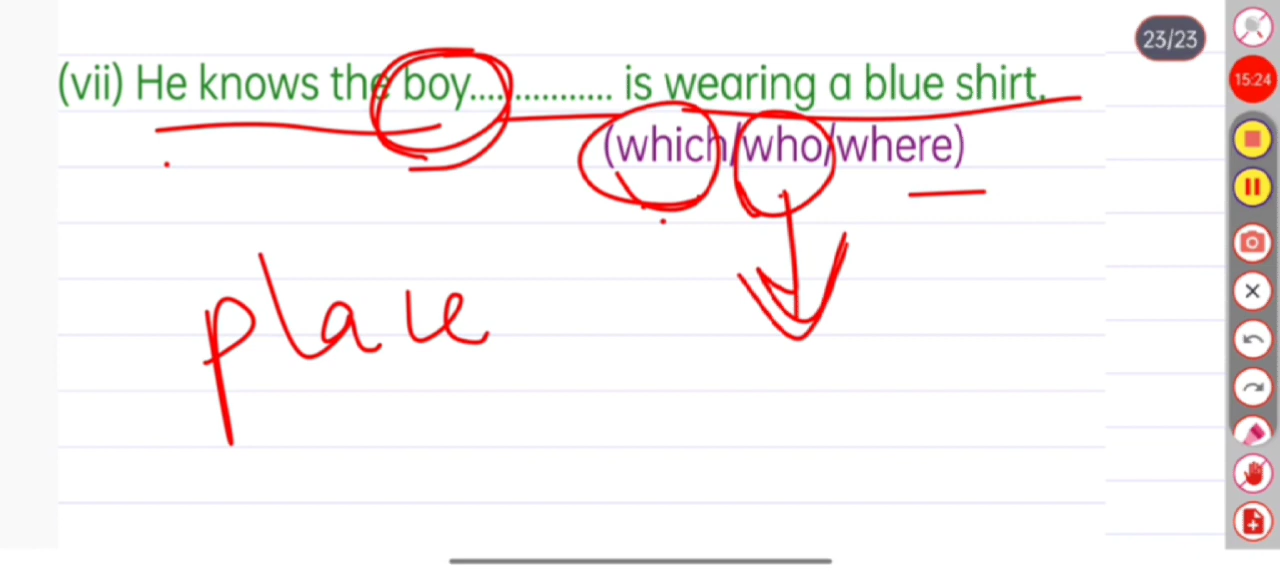 23/23
(vii) He knows the boy................ is wearing a blue shirt.
15:24
(which/who/where)
place